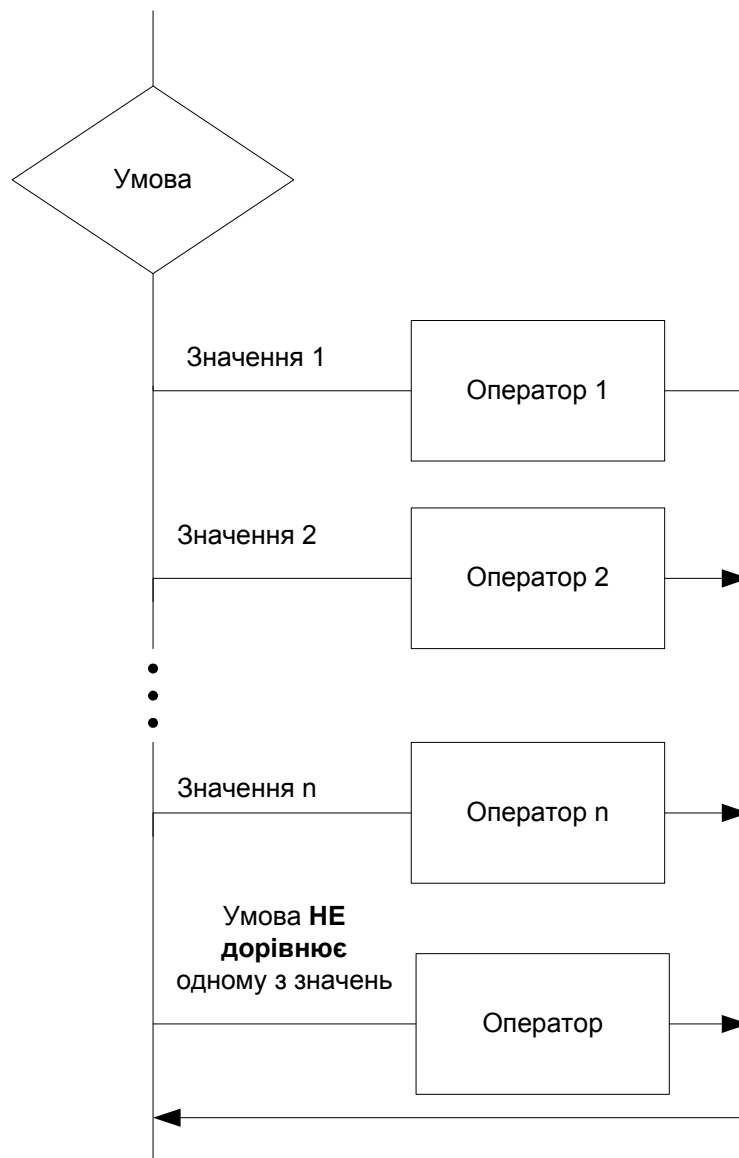 Умова
Значення 1
Оператор 1
Значення 2
Оператор 2
Значення n
Оператор n
Умова НЕ
дорівнює
одному з значень
Оператор